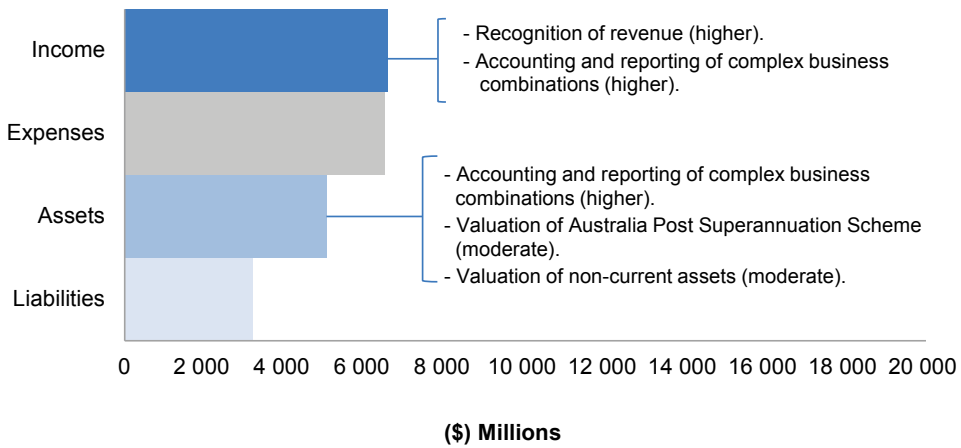 Income
- Recognition of revenue (higher).
- Accounting and reporting of complex business
combinations (higher).
Expenses
Assets
- Accounting and reporting of complex business
combinations (higher).
- Valuation of Australia Post Superannuation Scheme
(moderate).
- Valuation of non-current assets (moderate).
Liabilities
0 2 000 4 000 6 000 8 000 10 000 12 000 14 000 16 000 18 000 20 000
($) Millions